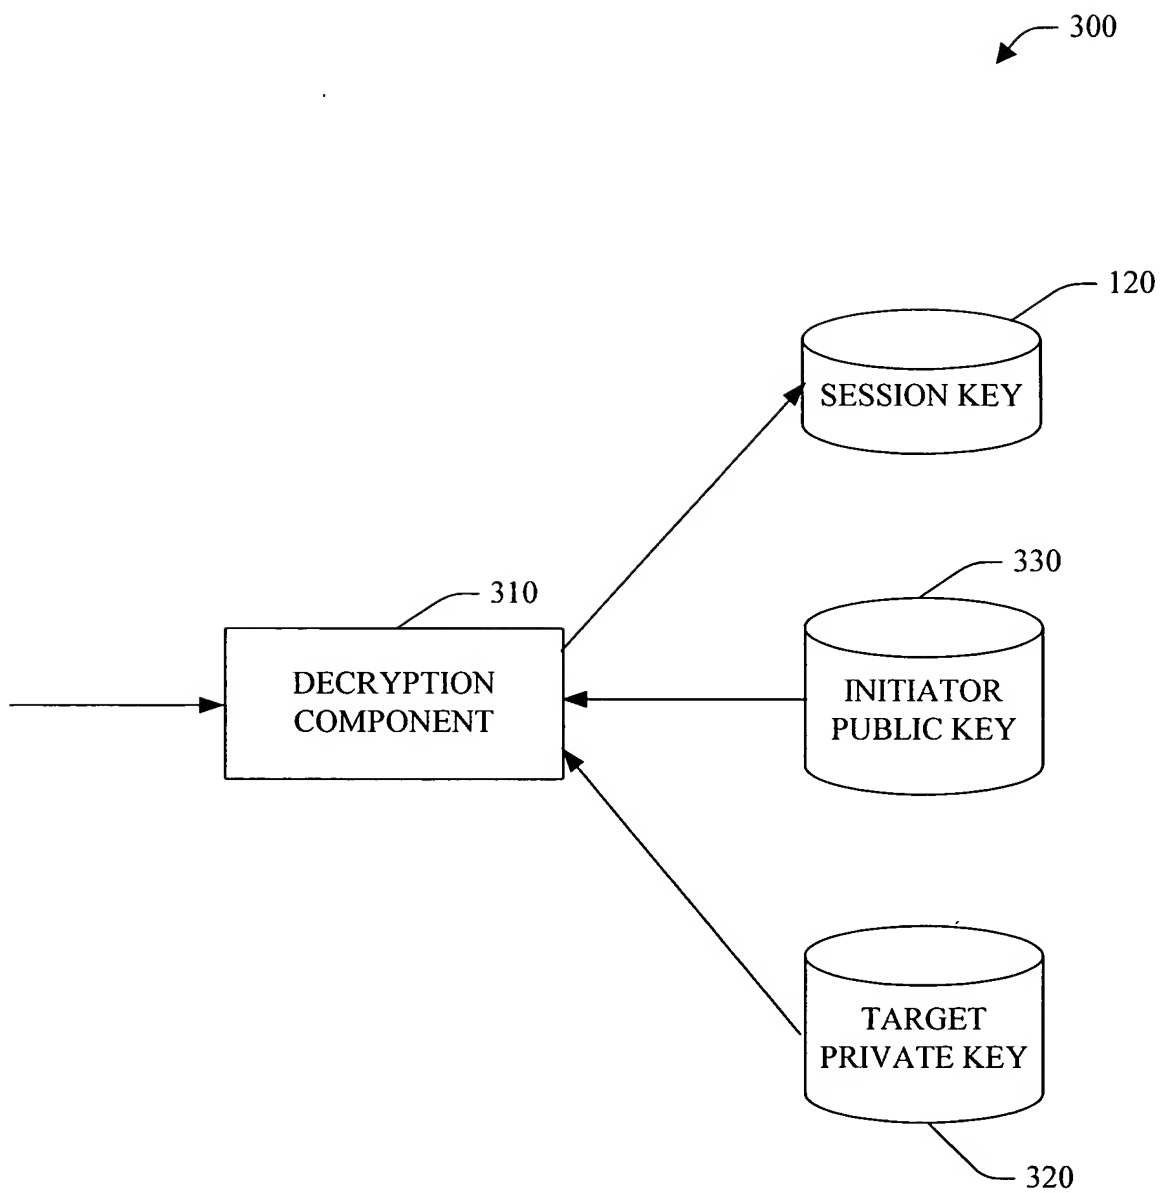 300
120
SESSION KEY
330
310
DECRYPTION
COMPONENT
INITIATOR
PUBLIC KEY
TARGET
PRIVATE KEY
320